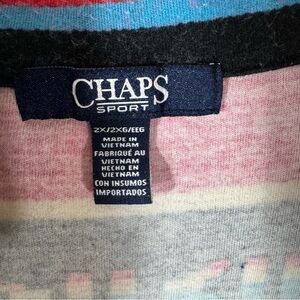 CHAPS
SPORT
2X/2XG/EEG
MADE IN
VIETNAM
FABRIQUÉ AU
VIETNAM
HECHO EN
VIETNAM
CON INSUMOS
IMPORTADOS